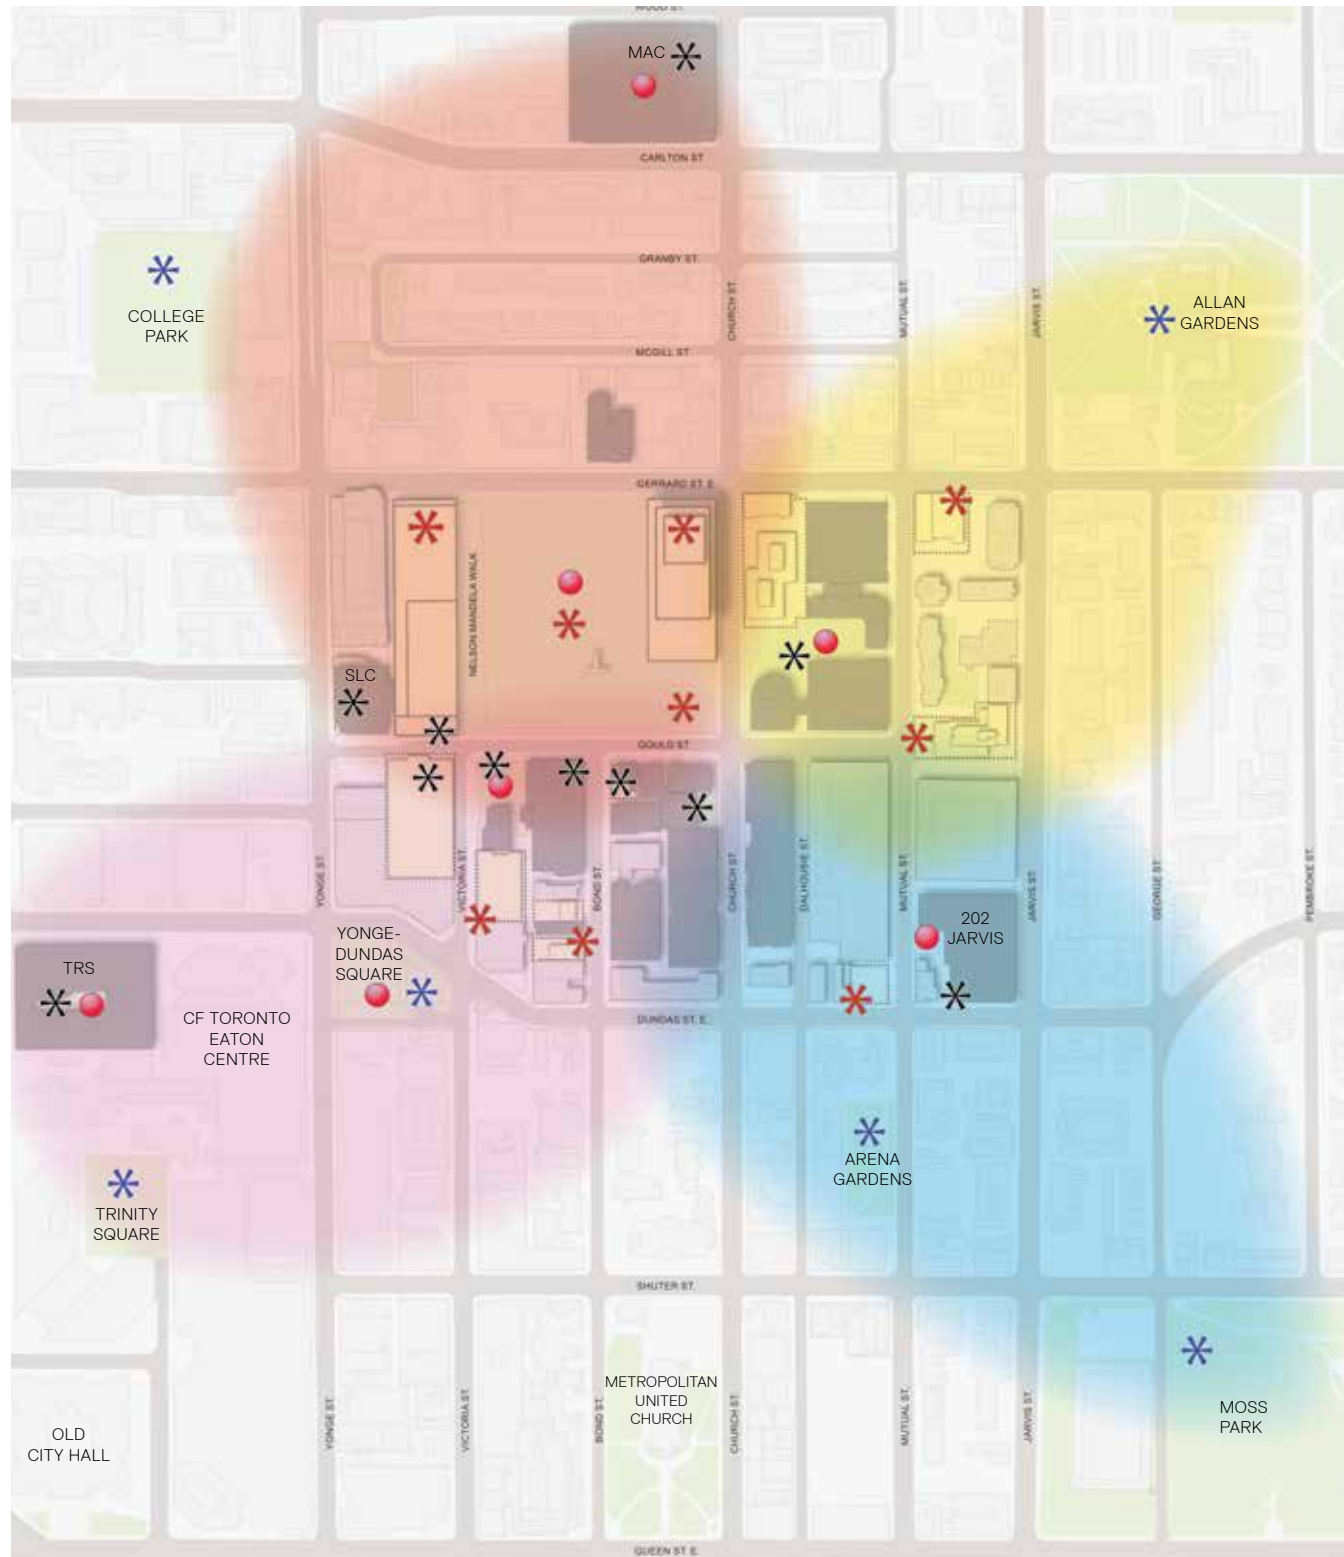 WOOD ST.
MAC
CARLTON ST
GRANBY ST.
COLLEGE
PARK
CHURCH ST.
MUTUAL ST.
JARVIS ST.
ALLAN
GARDENS
MCGILL ST.
GERRARD ST. E.
NELSON MANDELA WALK
SLC
GOULD ST.
YONGE ST.
VICTORIA ST.
BOND ST.
CHURCH ST.
DALHOUSIE ST.
MUTUAL ST.
JARVIS ST.
GEORGE ST.
PEMBROKE ST.
202
JARVIS
YONGE-
DUNDAS
SQUARE
TRS
CF TORONTO
EATON
CENTRE
DUNDAS ST. E.
ARENA
GARDENS
TRINITY
SQUARE
SHUTER ST.
METROPOLITAN
UNITED
CHURCH
YONGE ST.
VICTORIA ST.
BOND ST.
CHURCH ST.
MUTUAL ST.
JARVIS ST.
MOSS
PARK
OLD
CITY HALL
QUEEN ST. E.